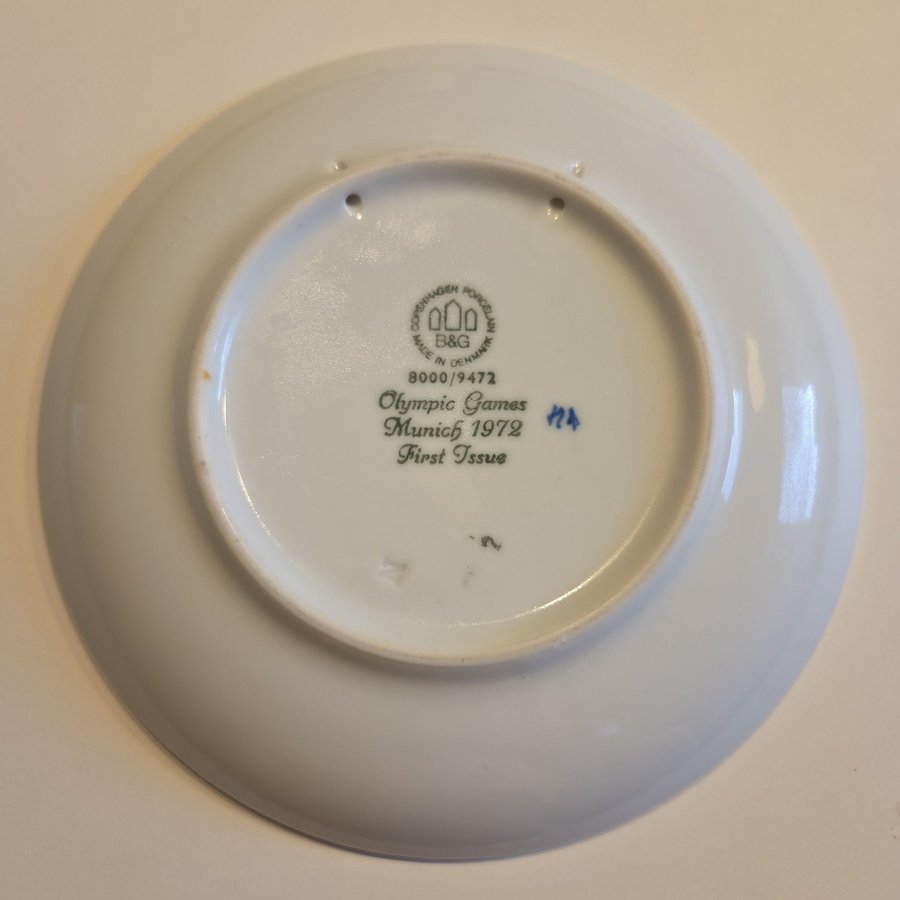 COPENHAGEN PORCELAIN
B&G
MADE IN DENMARK
8000/9472
Olympic Games
Munich 1972
First Issue